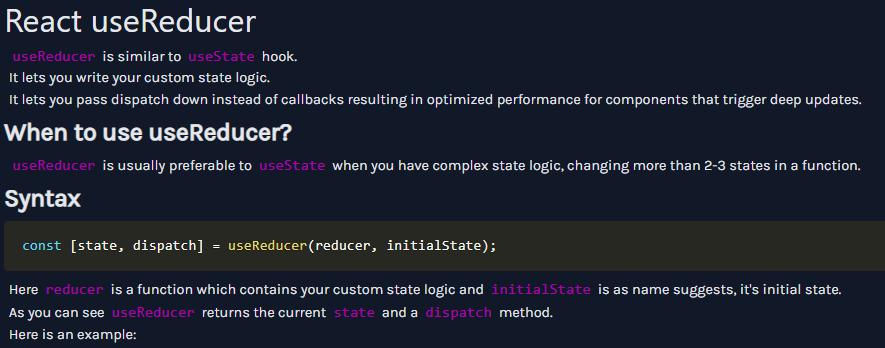 React useReducer
useReducer is similar to useState hook.
It lets you write your custom state logic.
It lets you pass dispatch down instead of callbacks resulting in optimized performance for components that trigger deep updates.
When to use useReducer?
useReducer is usually preferable to useState when you have complex state logic, changing more than 2-3 states in a function.
Syntax
const [state, dispatch] = useReducer(reducer, initialState);
Here reducer is a function which contains your custom state logic and initialState is as name suggests, it's initial state.
As you can see useReducer returns the current state and a dispatch method.
Here is an example: